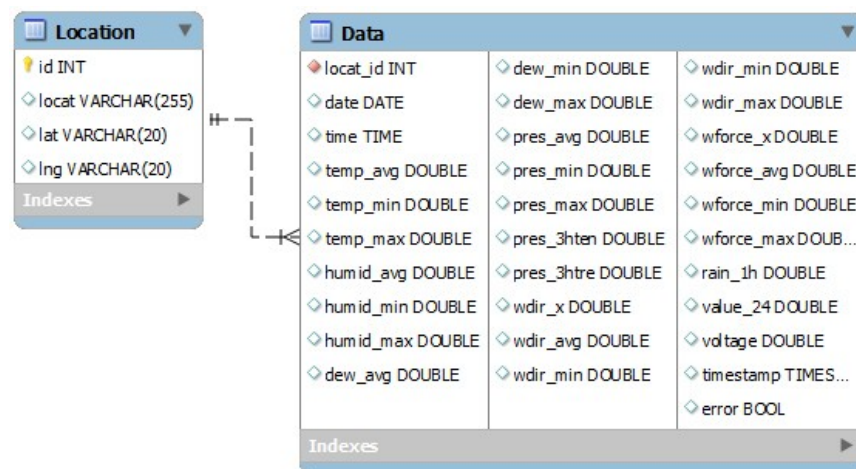 Location
id INT
locat VARCHAR(255)
lat VARCHAR(20)
lng VARCHAR(20)
Indexes
Data
locat_id INT
date DATE
time TIME
temp_avg DOUBLE
temp_min DOUBLE
temp_max DOUBLE
humid_avg DOUBLE
humid_min DOUBLE
humid_max DOUBLE
dew_avg DOUBLE
dew_min DOUBLE
dew_max DOUBLE
pres_avg DOUBLE
pres_min DOUBLE
pres_max DOUBLE
pres_3hten DOUBLE
pres_3htre DOUBLE
wdir_x DOUBLE
wdir_avg DOUBLE
wdir_min DOUBLE
wdir_min DOUBLE
wdir_max DOUBLE
wforce_x DOUBLE
wforce_avg DOUBLE
wforce_min DOUBLE
wforce_max DOUB...
rain_1h DOUBLE
value_24 DOUBLE
voltage DOUBLE
timestamp TIMES...
error BOOL
Indexes